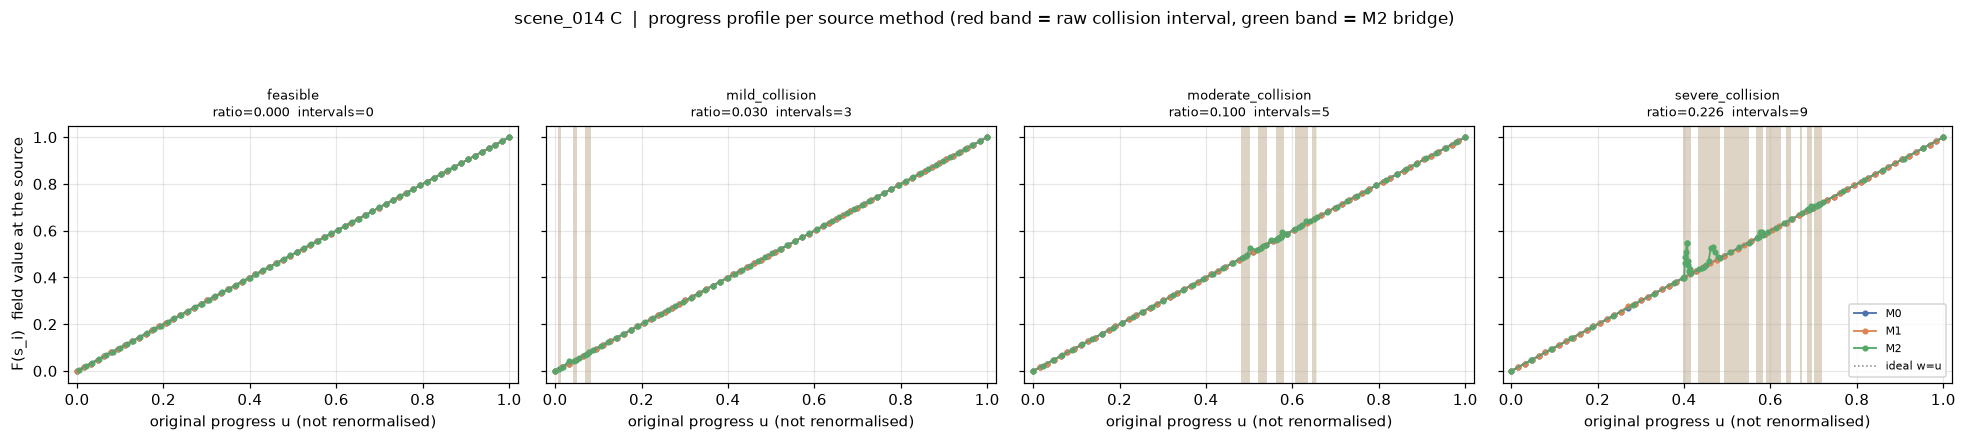 scene_014 C | progress profile per source method (red band = raw collision interval, green band = M2 bridge)
feasible
ratio=0.000 intervals=0
mild_collision
ratio=0.030 intervals=3
moderate_collision
ratio=0.100 intervals=5
severe_collision
ratio=0.226 intervals=9
F(s_i) field value at the source
1.0
0.8
0.6
0.4
0.2
0.0
M0
M1
M2
ideal w=u
0.0 0.2 0.4 0.6 0.8 1.0
0.0 0.2 0.4 0.6 0.8 1.0
0.0 0.2 0.4 0.6 0.8 1.0
0.0 0.2 0.4 0.6 0.8 1.0
original progress u (not renormalised)
original progress u (not renormalised)
original progress u (not renormalised)
original progress u (not renormalised)